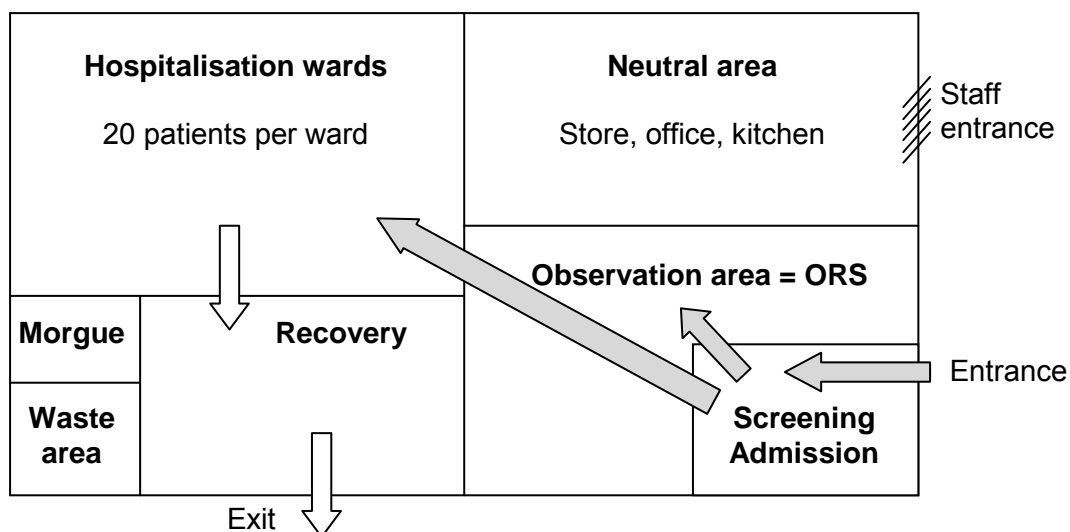 Hospitalisation wards
20 patients per ward
Neutral area
Store, office, kitchen
Staff
entrance
Observation area = ORS
Morgue
Recovery
Waste
area
Entrance
Screening
Admission
Exit